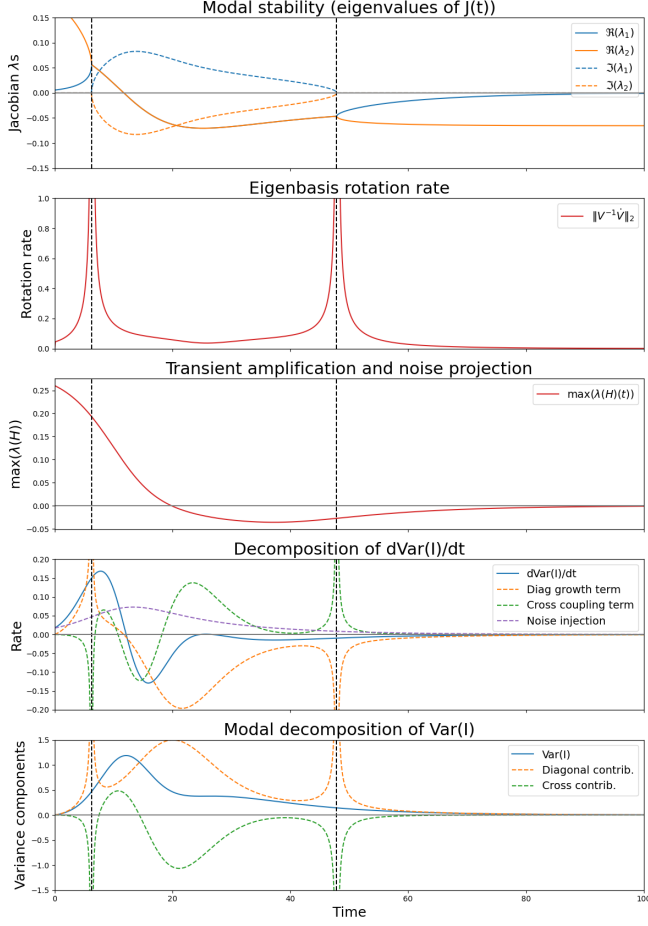 Modal stability (eigenvalues of J(t))
Jacobian λs
0.15
0.10
0.05
0.00
−0.05
−0.10
−0.15
ℜ(λ₁)
ℜ(λ₂)
ℑ(λ₁)
ℑ(λ₂)
Eigenbasis rotation rate
Rotation rate
1.0
0.8
0.6
0.4
0.2
0.0
‖V⁻¹V̇‖₂
Transient amplification and noise projection
max(λ(H))
0.25
0.20
0.15
0.10
0.05
0.00
−0.05
max(λ(H)(t))
Decomposition of dVar(I)/dt
Rate
0.20
0.15
0.10
0.05
0.00
−0.05
−0.10
−0.15
−0.20
dVar(I)/dt
Diag growth term
Cross coupling term
Noise injection
Modal decomposition of Var(I)
Variance components
1.5
1.0
0.5
0.0
−0.5
−1.0
−1.5
Var(I)
Diagonal contrib.
Cross contrib.
0 20 40 60 80 100
Time